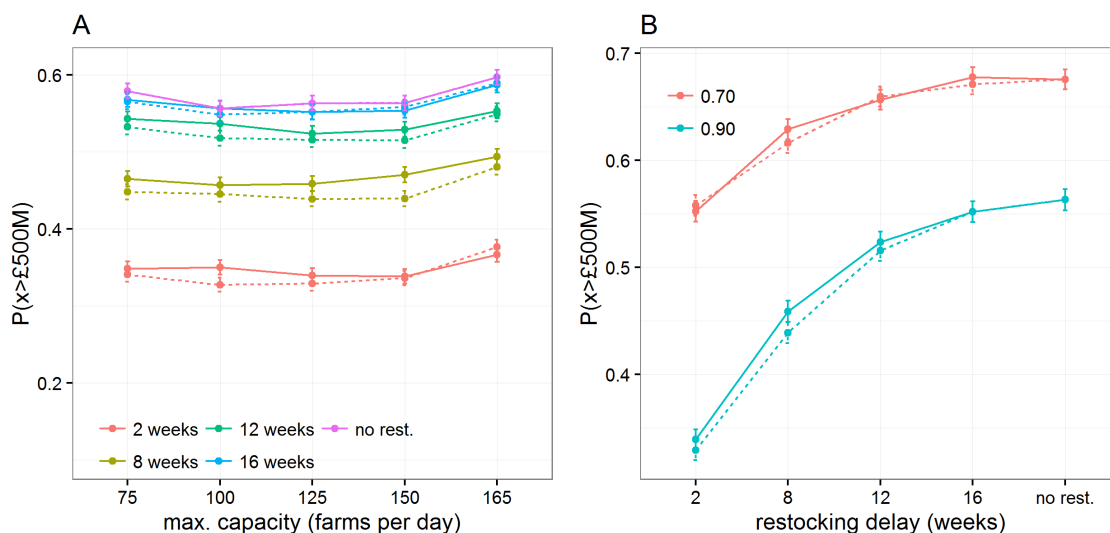 A
P(x>£500M)
0.6
0.4
0.2
2 weeks 12 weeks no rest.
8 weeks 16 weeks
75 100 125 150 165
max. capacity (farms per day)
B
P(x>£500M)
0.7
0.6
0.5
0.4
0.70
0.90
2 8 12 16 no rest.
restocking delay (weeks)